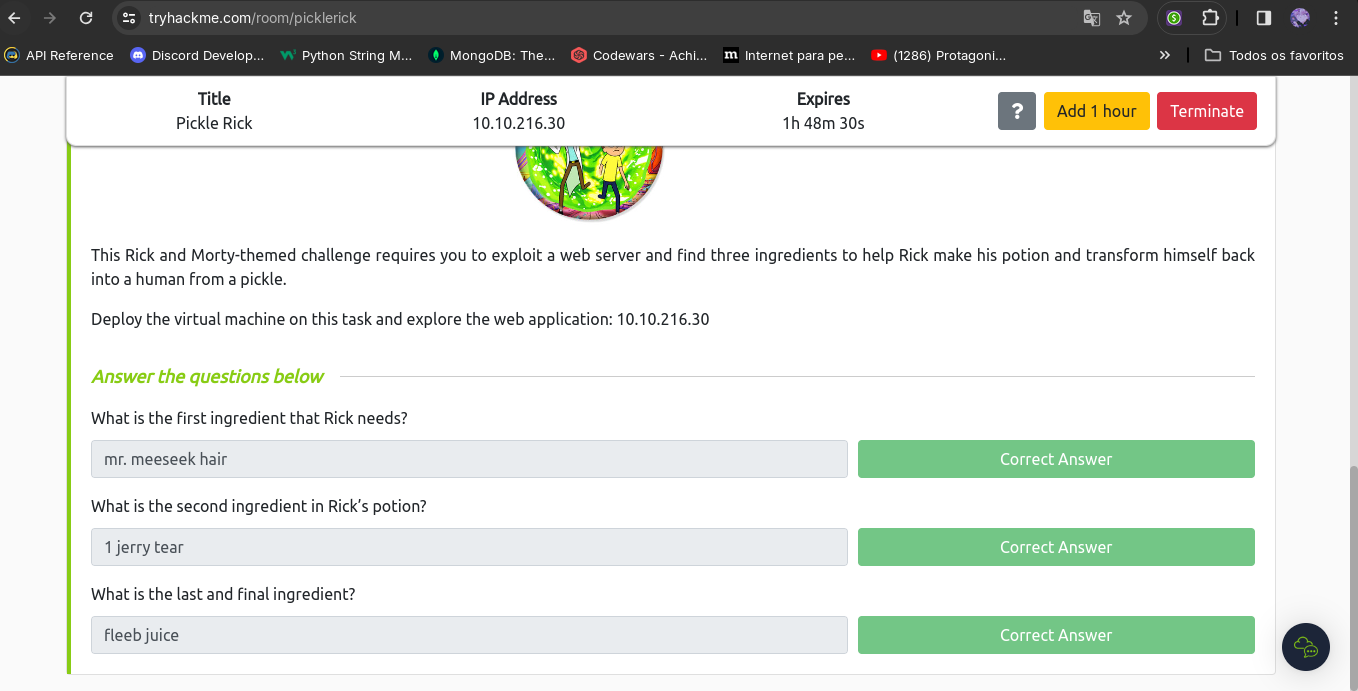 tryhackme.com/room/picklerick
API Reference Discord Develop... Python String M... MongoDB: The... Codewars - Achi... m Internet para pe... (1286) Protagoni... » Todos os favoritos
Title IP Address Expires
Pickle Rick 10.10.216.30 1h 48m 30s
? Add 1 hour Terminate
This Rick and Morty-themed challenge requires you to exploit a web server and find three ingredients to help Rick make his potion and transform himself back
into a human from a pickle.
Deploy the virtual machine on this task and explore the web application: 10.10.216.30
Answer the questions below
What is the first ingredient that Rick needs?
mr. meeseek hair Correct Answer
What is the second ingredient in Rick’s potion?
1 jerry tear Correct Answer
What is the last and final ingredient?
fleeb juice Correct Answer